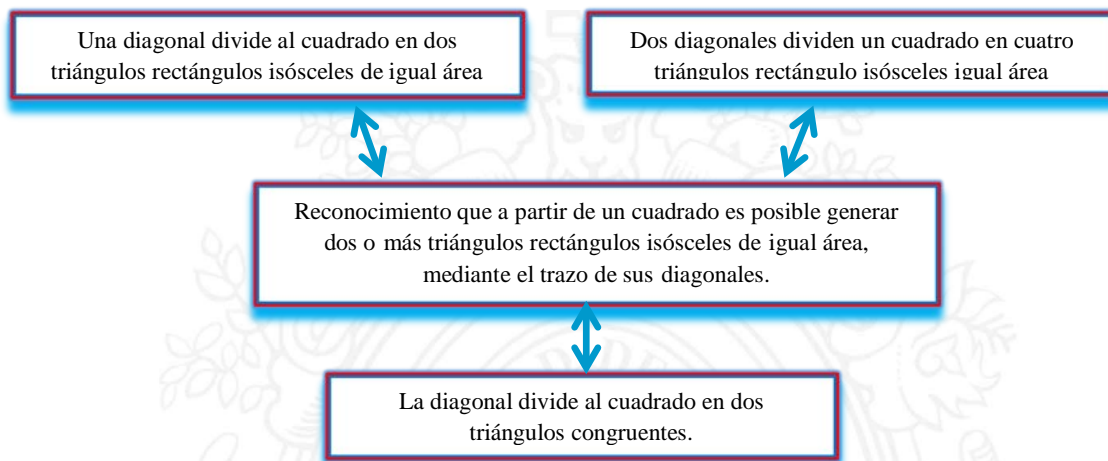 Una diagonal divide al cuadrado en dos
triángulos rectángulos isósceles de igual área
Dos diagonales dividen un cuadrado en cuatro
triángulos rectángulo isósceles igual área
Reconocimiento que a partir de un cuadrado es posible generar
dos o más triángulos rectángulos isósceles de igual área,
mediante el trazo de sus diagonales.
La diagonal divide al cuadrado en dos
triángulos congruentes.